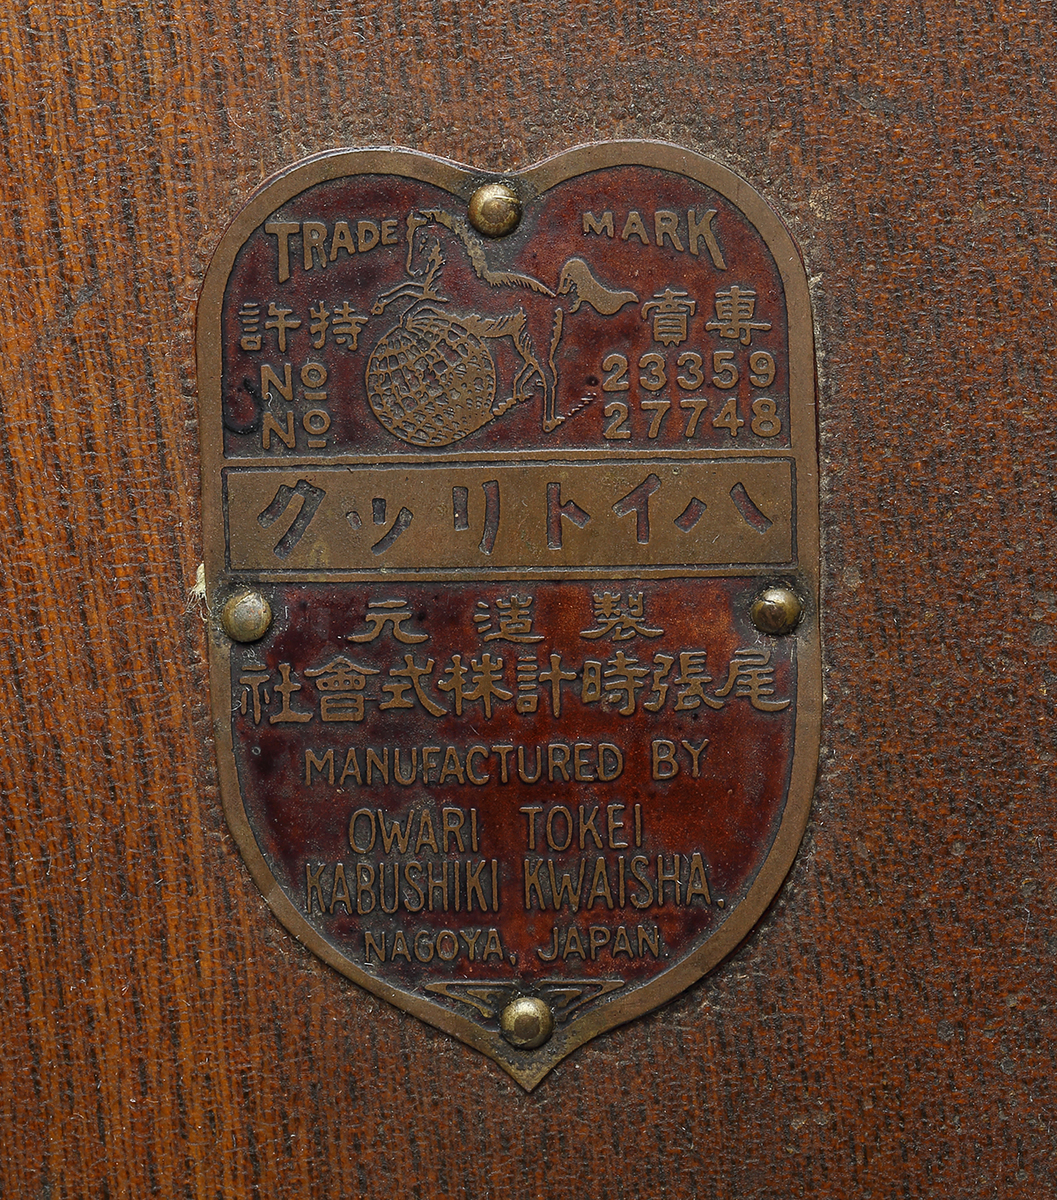 TRADE MARK
專賣特許
Nº 23359
Nº 27748
ハイトリック
製造元
尾張時計株式會社
MANUFACTURED BY
OWARI TOKEI
KABUSHIKI KWAISHA.
NAGOYA, JAPAN.